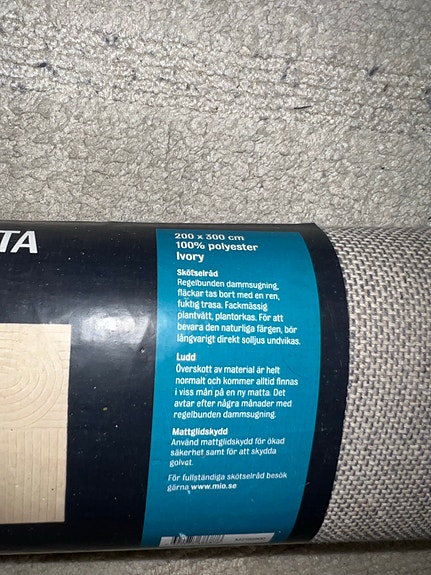 TA
200 x 300 cm
100% polyester
Ivory
Skötselråd
Regelbunden dammsugning,
fläckar tas bort med en ren,
fuktig trasa. Fackmässig
plantvätt, plantorkas. För att
bevara den naturliga färgen, bör
långvarigt direkt solljus undvikas.
Ludd
Överskott av material är helt
normalt och kommer alltid finnas
i viss mån på en ny matta. Det
avtar efter några månader med
regelbunden dammsugning.
Mattglidskydd
Använd mattglidskydd för ökad
säkerhet samt för att skydda
golvet.
För fullständiga skötselråd besök
gärna www.mio.se